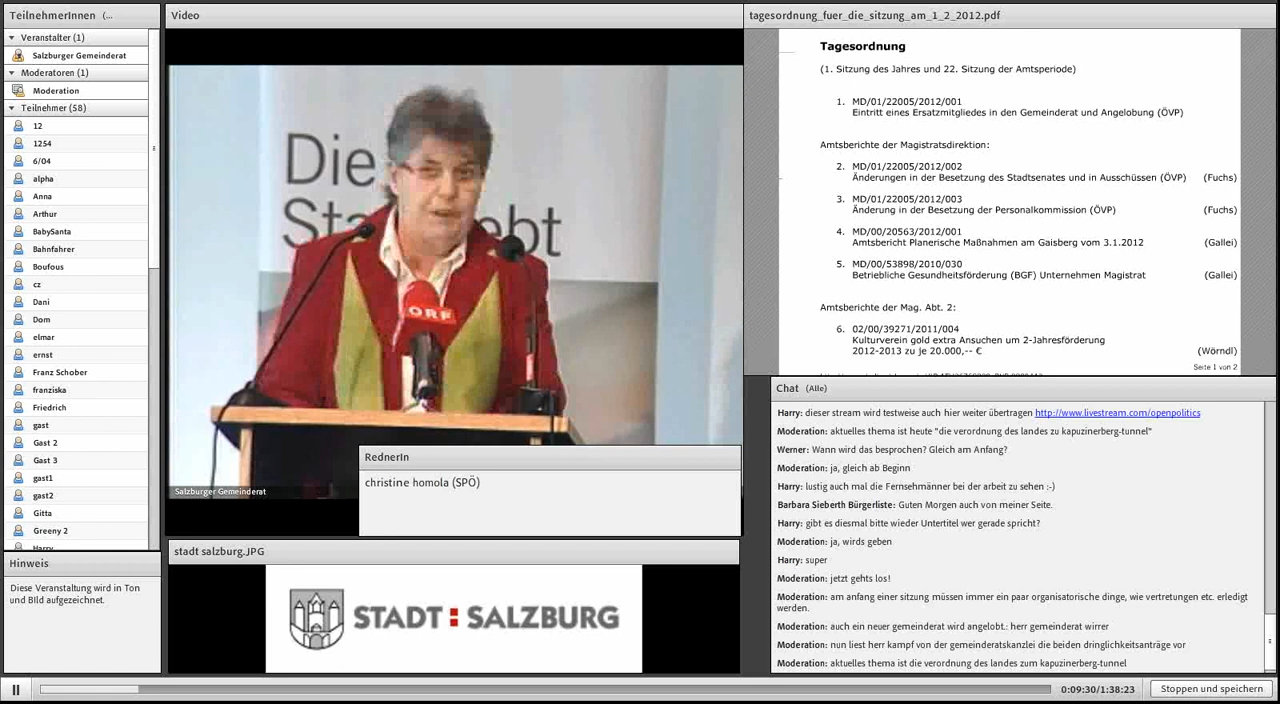 TeilnehmerInnen (...
Veranstalter (1)
Salzburger Gemeinderat
Moderatoren (1)
Moderation
Teilnehmer (58)
12
1254
6/04
alpha
Anna
Arthur
BabySanta
Bahnfahrer
Boufous
cz
Dani
Dom
elmar
ernst
Franz Schober
franziska
Friedrich
gast
Gast 2
Gast 3
gast1
gast2
Gitta
Greeny 2
Harry
Hinweis
Diese Veranstaltung wird in Ton
und BIld aufgezeichnet.
Video
Die
Sta ebt
ORF
Salzburger Gemeinderat
RednerIn
christine homola (SPÖ)
stadt salzburg.JPG
STADT:SALZBURG
tagesordnung_fuer_die_sitzung_am_1_2_2012.pdf
Tagesordnung
(1. Sitzung des Jahres und 22. Sitzung der Amtsperiode)
1. MD/01/22005/2012/001
Eintritt eines Ersatzmitgliedes in den Gemeinderat und Angelobung (ÖVP)
Amtsberichte der Magistratsdirektion:
2. MD/01/22005/2012/002
Änderungen in der Besetzung des Stadtsenates und in Ausschüssen (ÖVP) (Fuchs)
3. MD/01/22005/2012/003
Änderung in der Besetzung der Personalkommission (ÖVP) (Fuchs)
4. MD/00/20563/2012/001
Amtsbericht Planerische Maßnahmen am Gaisberg vom 3.1.2012 (Gallei)
5. MD/00/53898/2010/030
Betriebliche Gesundheitsförderung (BGF) Unternehmen Magistrat (Gallei)
Amtsberichte der Mag. Abt. 2:
6. 02/00/39271/2011/004
Kulturverein gold extra Ansuchen um 2-Jahresförderung
2012-2013 zu je 20.000,-- € (Wörndl)
Seite 1 von 2
Chat (Alle)
Harry: dieser stream wird testweise auch hier weiter übertragen http://www.livestream.com/openpolitics
Moderation: aktuelles thema ist heute "die verordnung des landes zu kapuzinerberg-tunnel"
Werner: Wann wird das besprochen? Gleich am Anfang?
Moderation: ja, gleich ab Beginn
Harry: lustig auch mal die Fernsehmänner bei der arbeit zu sehen :-)
Barbara Sieberth Bürgerliste: Guten Morgen auch von meiner Seite.
Harry: gibt es diesmal bitte wieder Untertitel wer gerade spricht?
Moderation: ja, wirds geben
Harry: super
Moderation: jetzt gehts los!
Moderation: am anfang einer sitzung müssen immer ein paar organisatorische dinge, wie vertretungen etc. erledigt
werden.
Moderation: auch ein neuer gemeinderat wird angelobt.: herr gemeinderat wirrer
Moderation: nun liest herr kampf von der gemeinderatskanzlei die beiden dringlichkeitsanträge vor
Moderation: aktuelles thema ist die verordnung des landes zum kapuzinerberg-tunnel
0:09:30/1:38:23
Stoppen und speichern